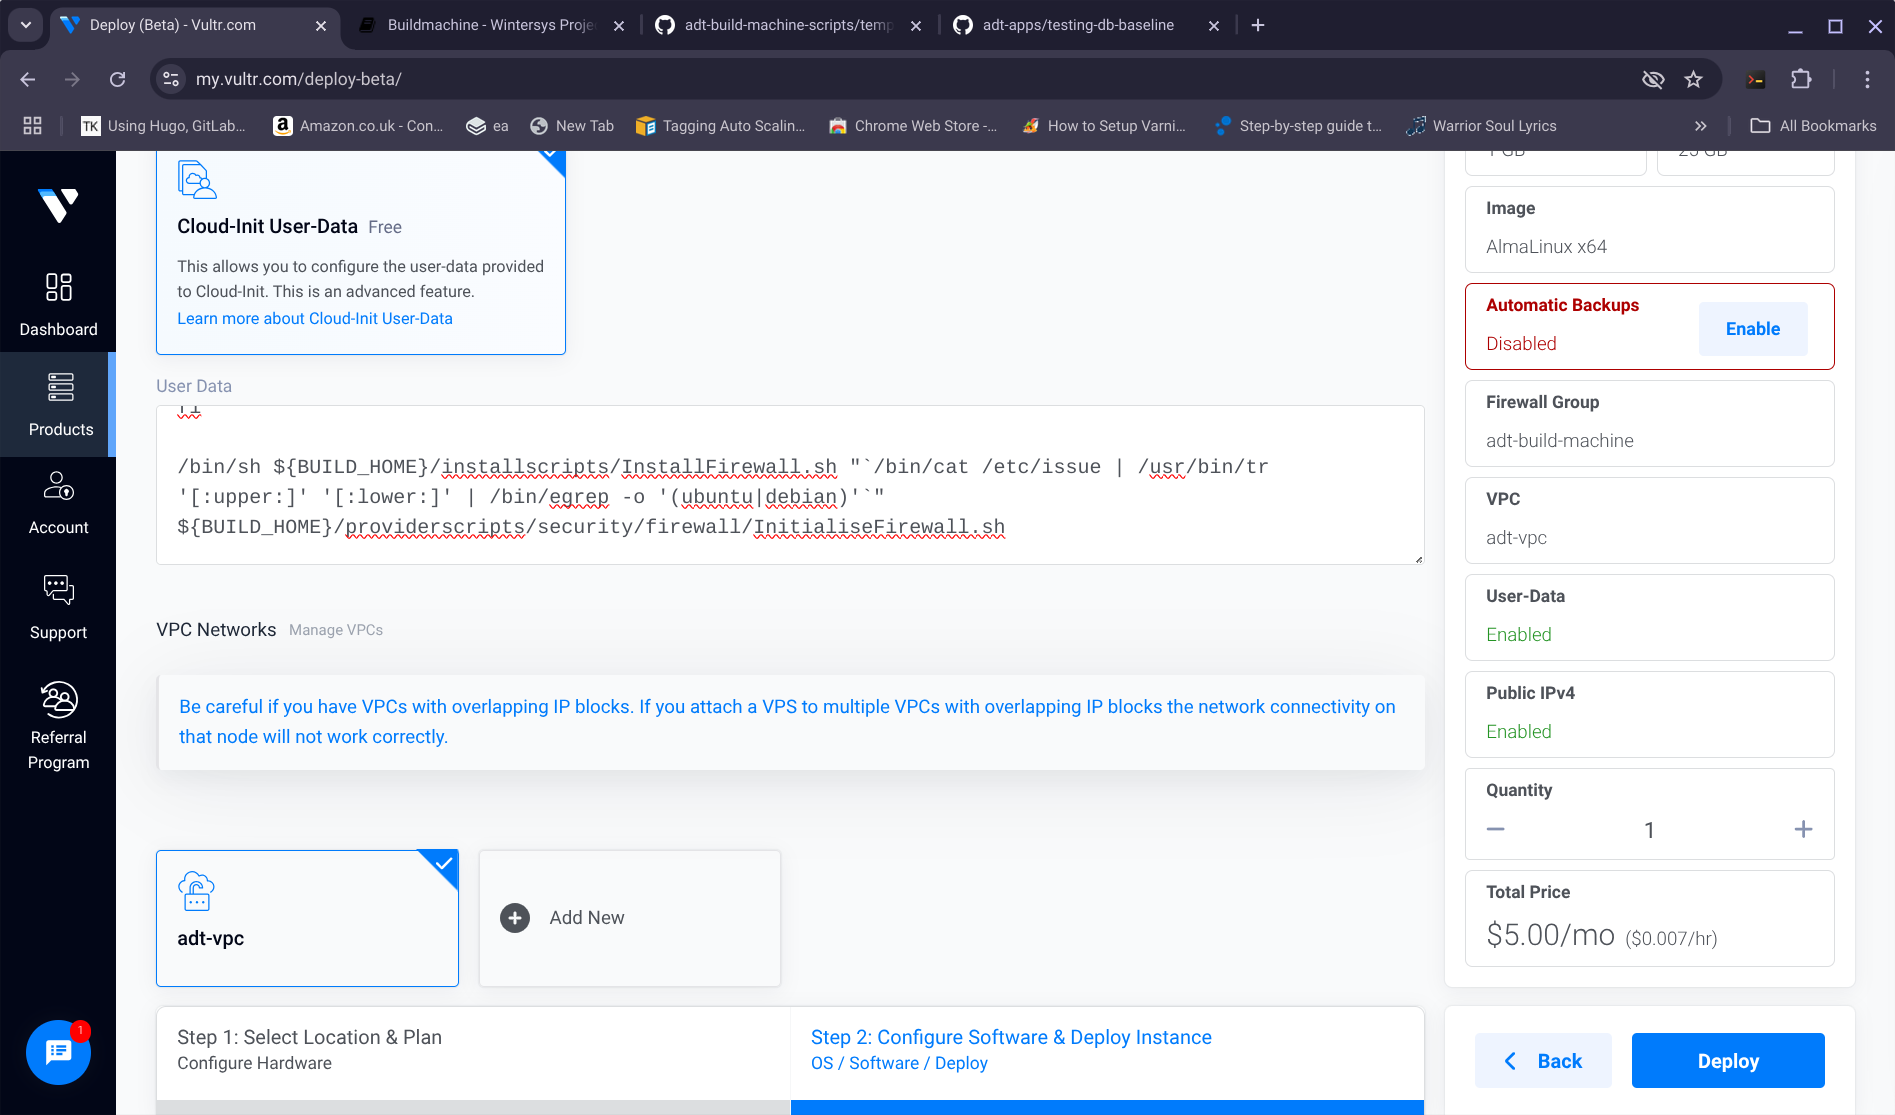 Deploy (Beta) - Vultr.com
Buildmachine - Wintersys Proje
adt-build-machine-scripts/temp
adt-apps/testing-db-baseline
my.vultr.com/deploy-beta/
TK Using Hugo, GitLab...
Amazon.co.uk - Con...
ea
New Tab
Tagging Auto Scalin...
Chrome Web Store -...
How to Setup Varni...
Step-by-step guide t...
Warrior Soul Lyrics
All Bookmarks
Dashboard
Products
Account
Support
Referral
Program
1
Cloud-Init User-Data Free
This allows you to configure the user-data provided
to Cloud-Init. This is an advanced feature.
Learn more about Cloud-Init User-Data
User Data
fi
/bin/sh ${BUILD_HOME}/installscripts/InstallFirewall.sh "`/bin/cat /etc/issue | /usr/bin/tr
'[:upper:]' '[:lower:]' | /bin/egrep -o '(ubuntu|debian)'`"
${BUILD_HOME}/providerscripts/security/firewall/InitialiseFirewall.sh
VPC Networks Manage VPCs
Be careful if you have VPCs with overlapping IP blocks. If you attach a VPS to multiple VPCs with overlapping IP blocks the network connectivity on
that node will not work correctly.
adt-vpc
Add New
Step 1: Select Location & Plan
Configure Hardware
Step 2: Configure Software & Deploy Instance
OS / Software / Deploy
1 GB
25 GB
Image
AlmaLinux x64
Automatic Backups
Disabled
Enable
Firewall Group
adt-build-machine
VPC
adt-vpc
User-Data
Enabled
Public IPv4
Enabled
Quantity
1
Total Price
$5.00/mo ($0.007/hr)
Back
Deploy